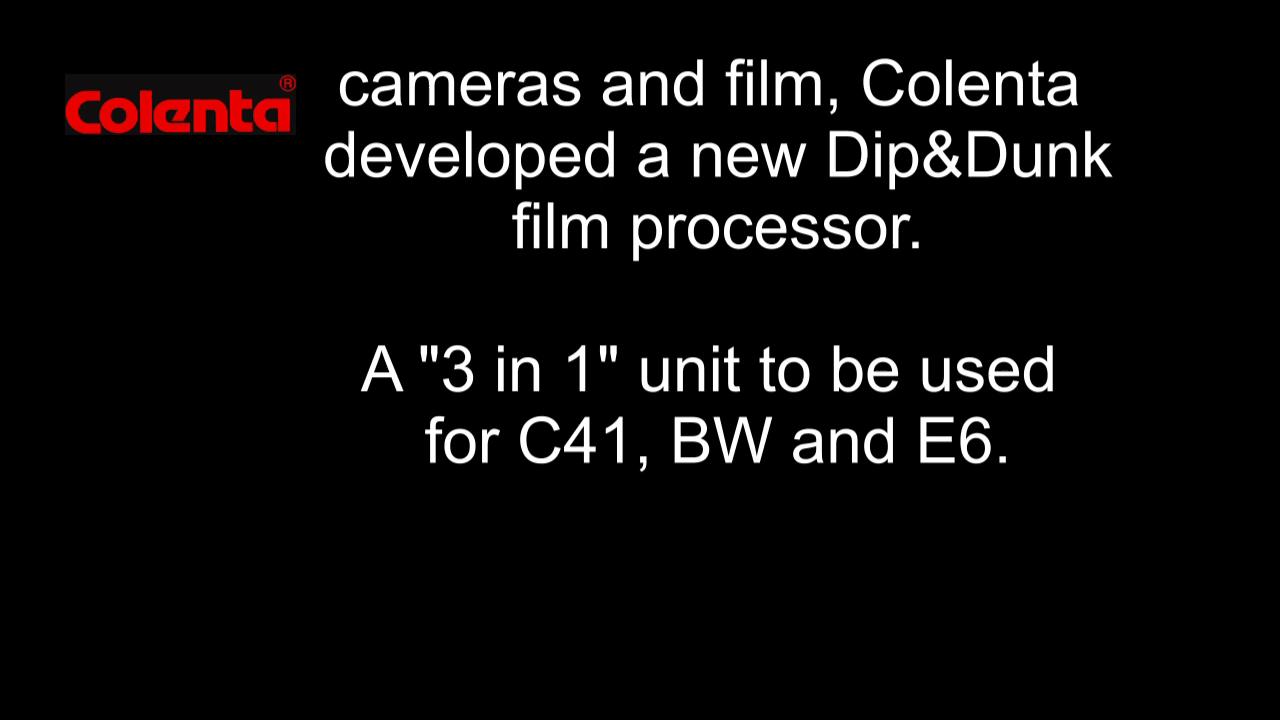 Colenta®
cameras and film, Colenta
developed a new Dip&Dunk
film processor.
A "3 in 1" unit to be used
for C41, BW and E6.